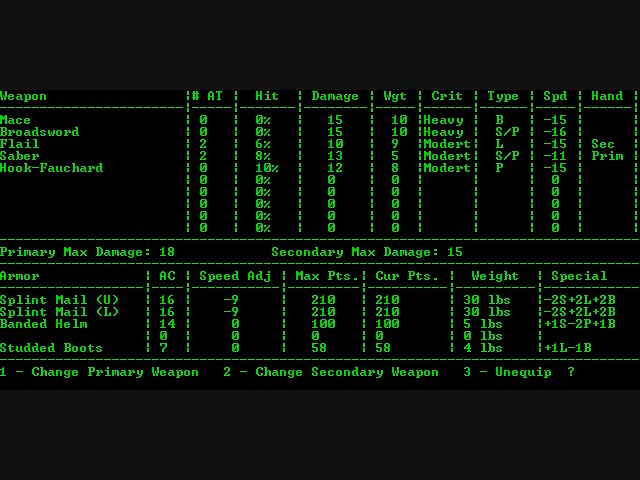 Weapon ¦# AT ¦ Hit ¦ Damage ¦ Wgt ¦Crit ¦ Type ¦ Spd ¦ Hand ¦
Mace ¦ 0 ¦ 0% ¦ 15 ¦ 10 ¦Heavy ¦ B ¦ -15 ¦ ¦
Broadsword ¦ 0 ¦ 0% ¦ 15 ¦ 10 ¦Heavy ¦ S/P ¦ -16 ¦ ¦
Flail ¦ 2 ¦ 6% ¦ 10 ¦ 9 ¦Modert¦ L ¦ -15 ¦ Sec ¦
Saber ¦ 2 ¦ 8% ¦ 13 ¦ 5 ¦Modert¦ S/P ¦ -11 ¦ Prim ¦
Hook-Fauchard ¦ 0 ¦ 10% ¦ 12 ¦ 8 ¦Modert¦ P ¦ -15 ¦ ¦
¦ 0 ¦ 0% ¦ 0 ¦ 0 ¦ ¦ ¦ 0 ¦ ¦
¦ 0 ¦ 0% ¦ 0 ¦ 0 ¦ ¦ ¦ 0 ¦ ¦
¦ 0 ¦ 0% ¦ 0 ¦ 0 ¦ ¦ ¦ 0 ¦ ¦
¦ 0 ¦ 0% ¦ 0 ¦ 0 ¦ ¦ ¦ 0 ¦ ¦
¦ 0 ¦ 0% ¦ 0 ¦ 0 ¦ ¦ ¦ 0 ¦ ¦
Primary Max Damage: 18 Secondary Max Damage: 15
Armor ¦ AC ¦ Speed Adj ¦ Max Pts.¦ Cur Pts. ¦ Weight ¦ Special
Splint Mail (U) ¦ 16 ¦ -9 ¦ 210 ¦ 210 ¦ 30 lbs ¦-2S+2L+2B
Splint Mail (L) ¦ 16 ¦ -9 ¦ 210 ¦ 210 ¦ 30 lbs ¦-2S+2L+2B
Banded Helm ¦ 14 ¦ 0 ¦ 100 ¦ 100 ¦ 5 lbs ¦+1S-2P+1B
¦ 0 ¦ 0 ¦ 0 ¦ 0 ¦ 0 lbs ¦
Studded Boots ¦ 7 ¦ 0 ¦ 58 ¦ 58 ¦ 4 lbs ¦+1L-1B
1 - Change Primary Weapon 2 - Change Secondary Weapon 3 - Unequip ?